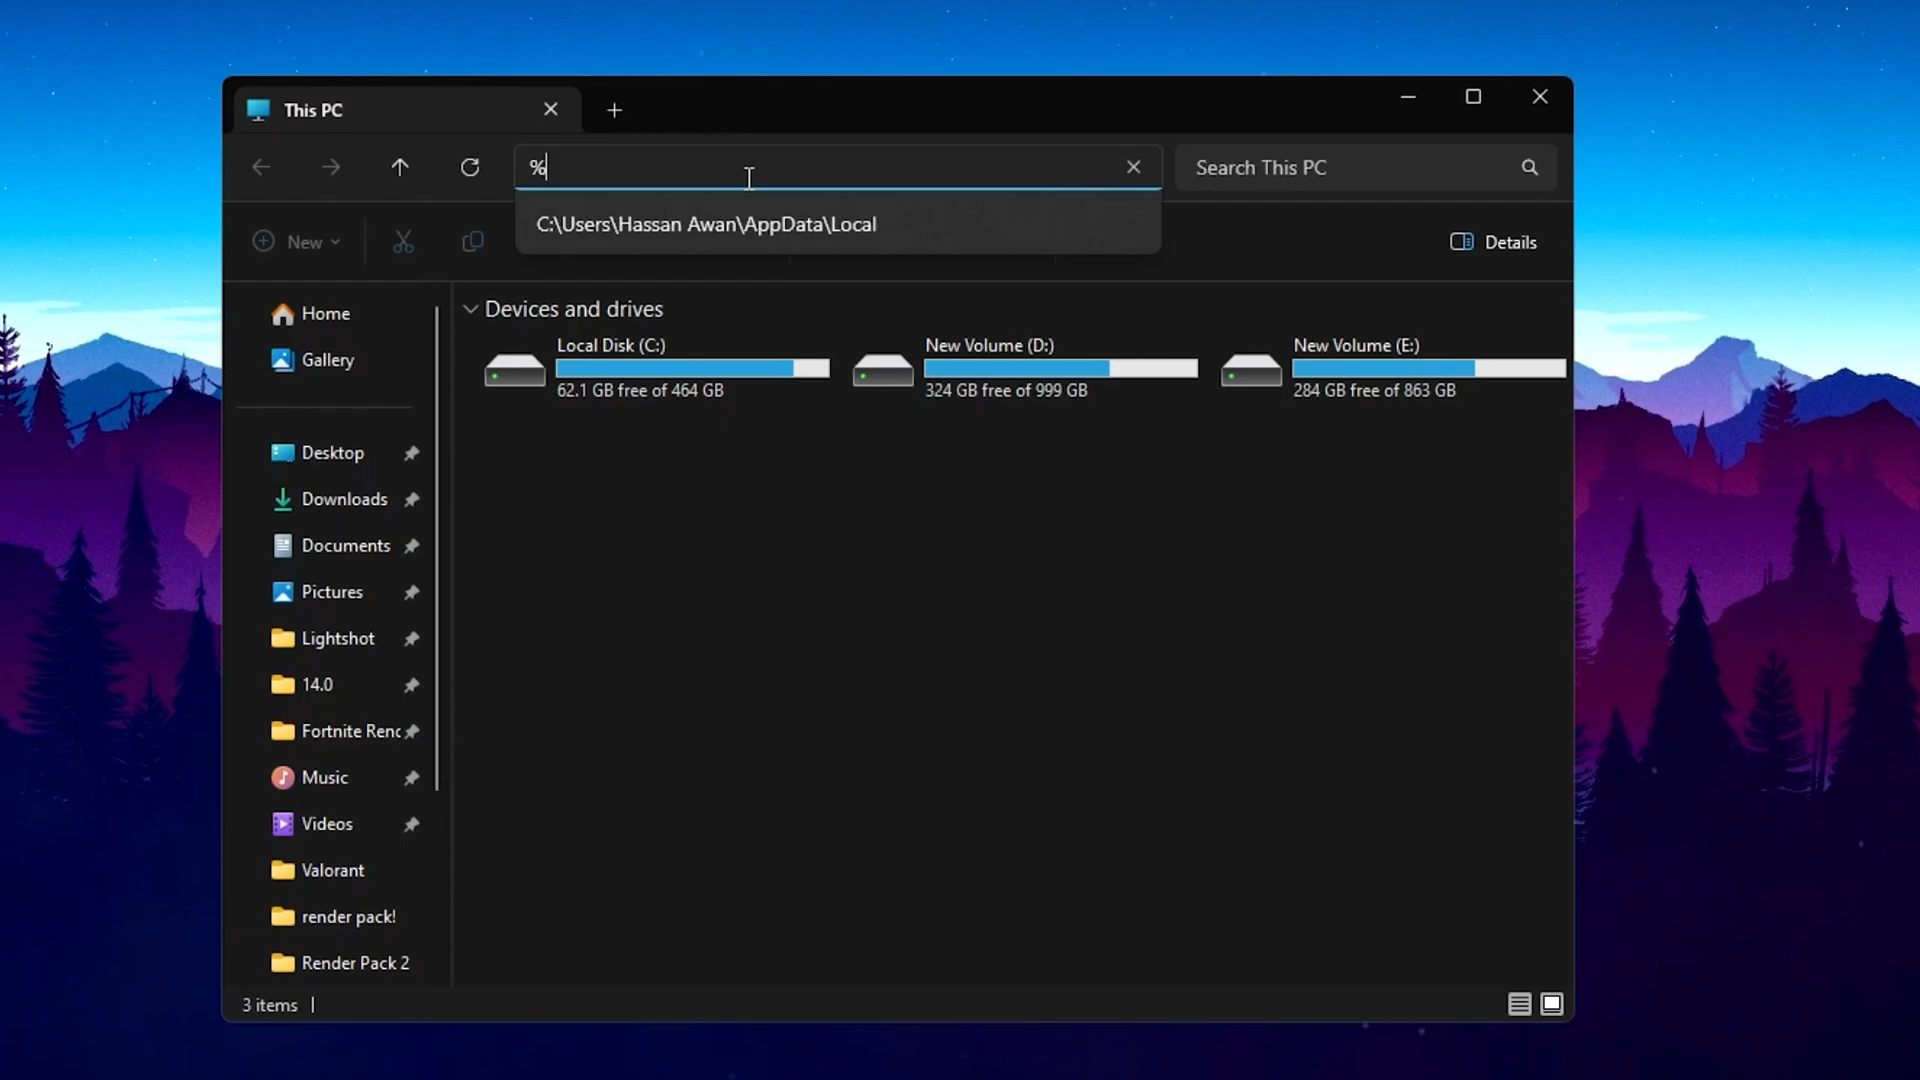 This PC
%
Search This PC
C:\Users\Hassan Awan\AppData\Local
New
Details
Home
Gallery
Desktop
Downloads
Documents
Pictures
Lightshot
14.0
Fortnite Renc
Music
Videos
Valorant
render pack!
Render Pack 2
Devices and drives
Local Disk (C:)
62.1 GB free of 464 GB
New Volume (D:)
324 GB free of 999 GB
New Volume (E:)
284 GB free of 863 GB
3 items